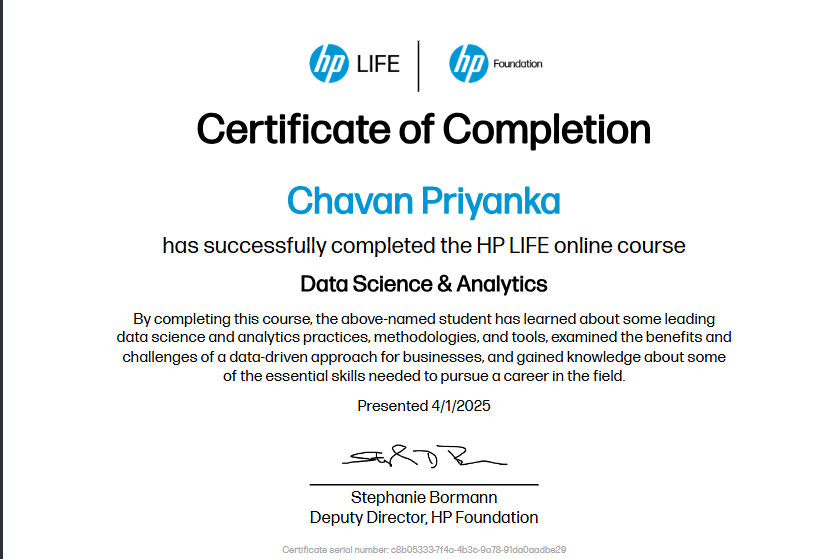 hp LIFE | hp Foundation
Certificate of Completion
Chavan Priyanka
has successfully completed the HP LIFE online course
Data Science & Analytics
By completing this course, the above-named student has learned about some leading
data science and analytics practices, methodologies, and tools, examined the benefits and
challenges of a data-driven approach for businesses, and gained knowledge about some
of the essential skills needed to pursue a career in the field.
Presented 4/1/2025
Stephanie Bormann
Deputy Director, HP Foundation
Certificate serial number: c8b05333-7f4a-4b3c-9a78-91da0aadbe29